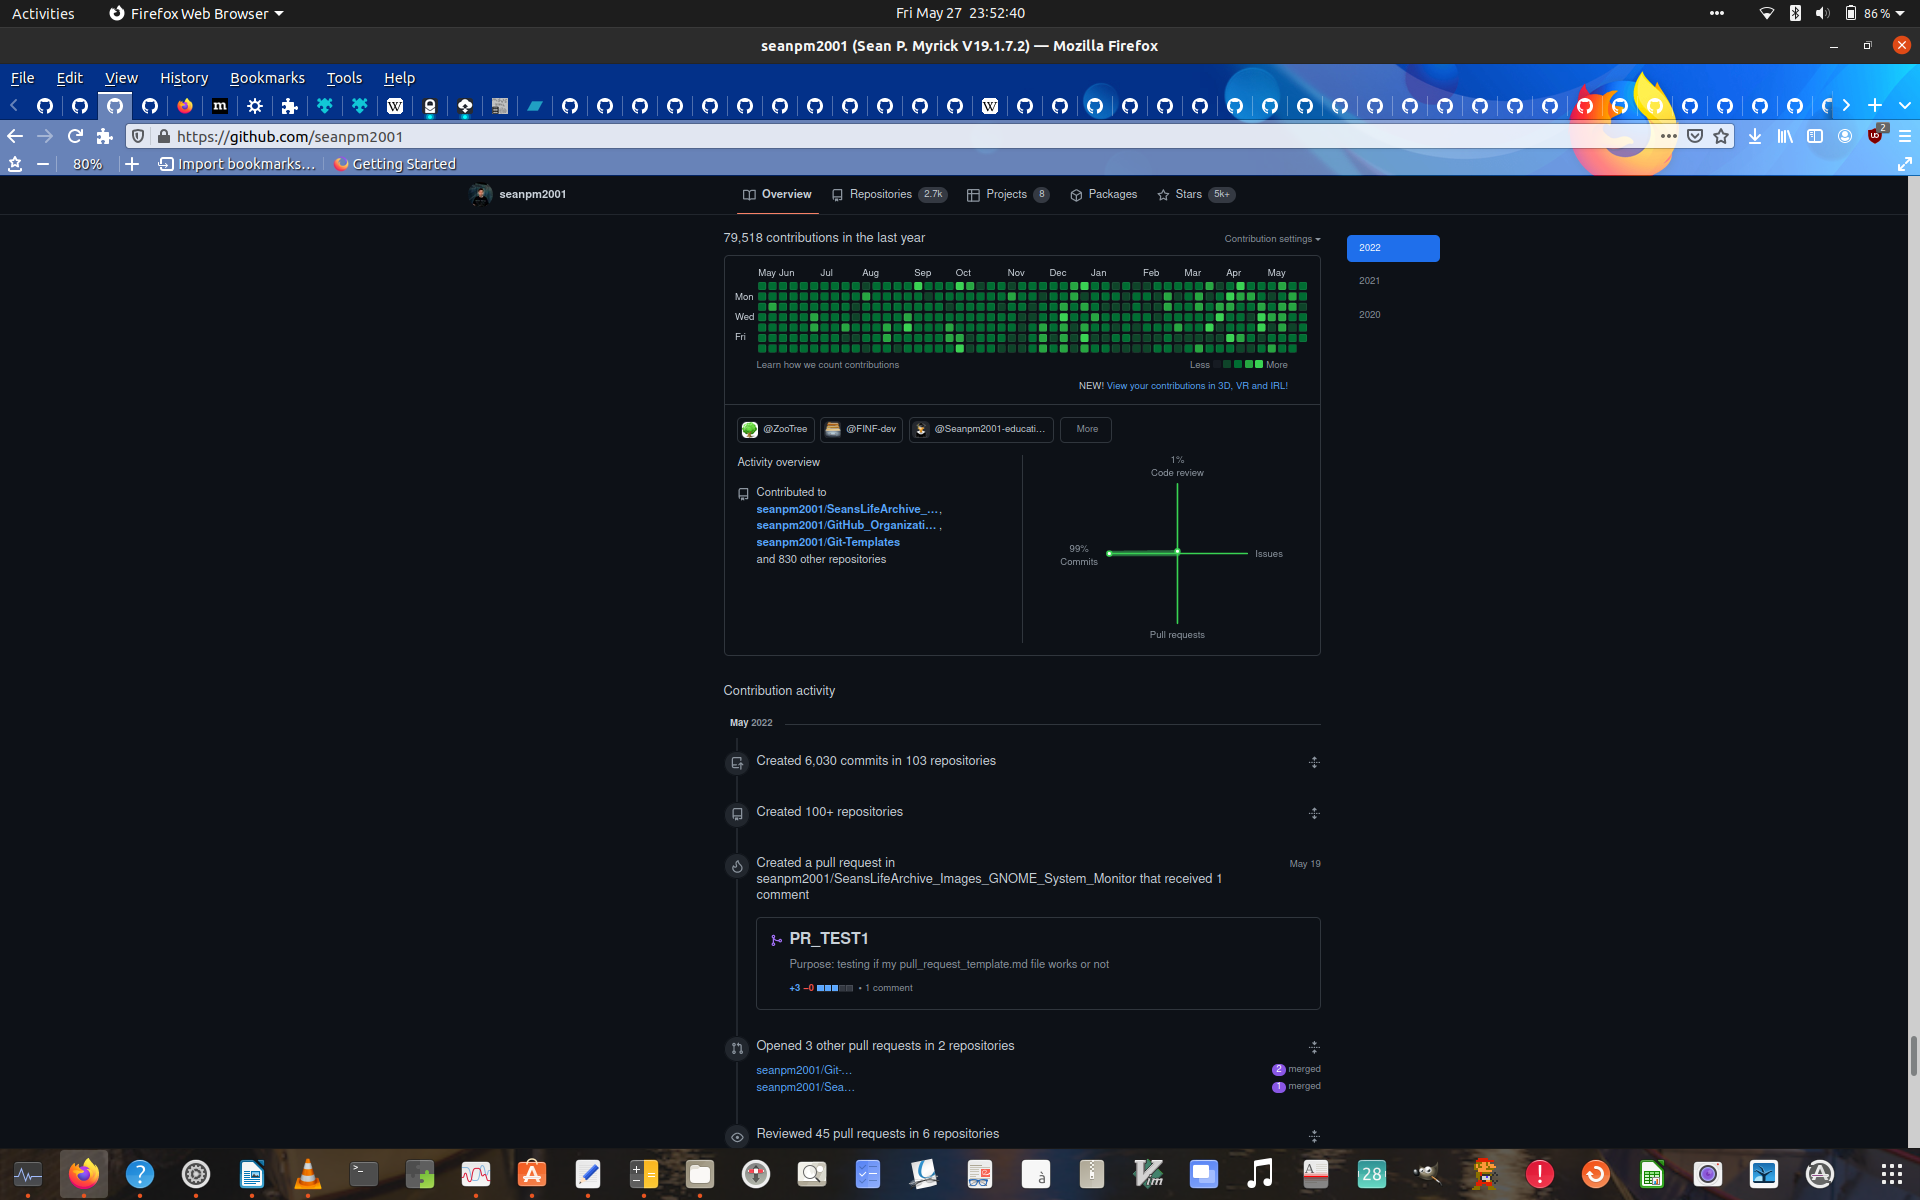 Activities Firefox Web Browser Fri May 27 23:52:40 86 %
seanpm2001 (Sean P. Myrick V19.1.7.2) — Mozilla Firefox
File Edit View History Bookmarks Tools Help
https://github.com/seanpm2001 2
80% Import bookmarks... Getting Started
seanpm2001 Overview Repositories 2.7k Projects 8 Packages Stars 5k+
79,518 contributions in the last year Contribution settings
2022
2021
2020
May Jun Jul Aug Sep Oct Nov Dec Jan Feb Mar Apr May
Mon
Wed
Fri
Learn how we count contributions Less More
NEW! View your contributions in 3D, VR and IRL!
@ZooTree @FINF-dev @Seanpm2001-educati... More
Activity overview
Contributed to
seanpm2001/SeansLifeArchive_...,
seanpm2001/GitHub_Organizati... ,
seanpm2001/Git-Templates
and 830 other repositories
1%
Code review
99%
Commits
Issues
Pull requests
Contribution activity
May 2022
Created 6,030 commits in 103 repositories
Created 100+ repositories
Created a pull request in May 19
seanpm2001/SeansLifeArchive_Images_GNOME_System_Monitor that received 1
comment
PR_TEST1
Purpose: testing if my pull_request_template.md file works or not
+3 −0 • 1 comment
Opened 3 other pull requests in 2 repositories
seanpm2001/Git-... 2 merged
seanpm2001/Sea... 1 merged
Reviewed 45 pull requests in 6 repositories
28